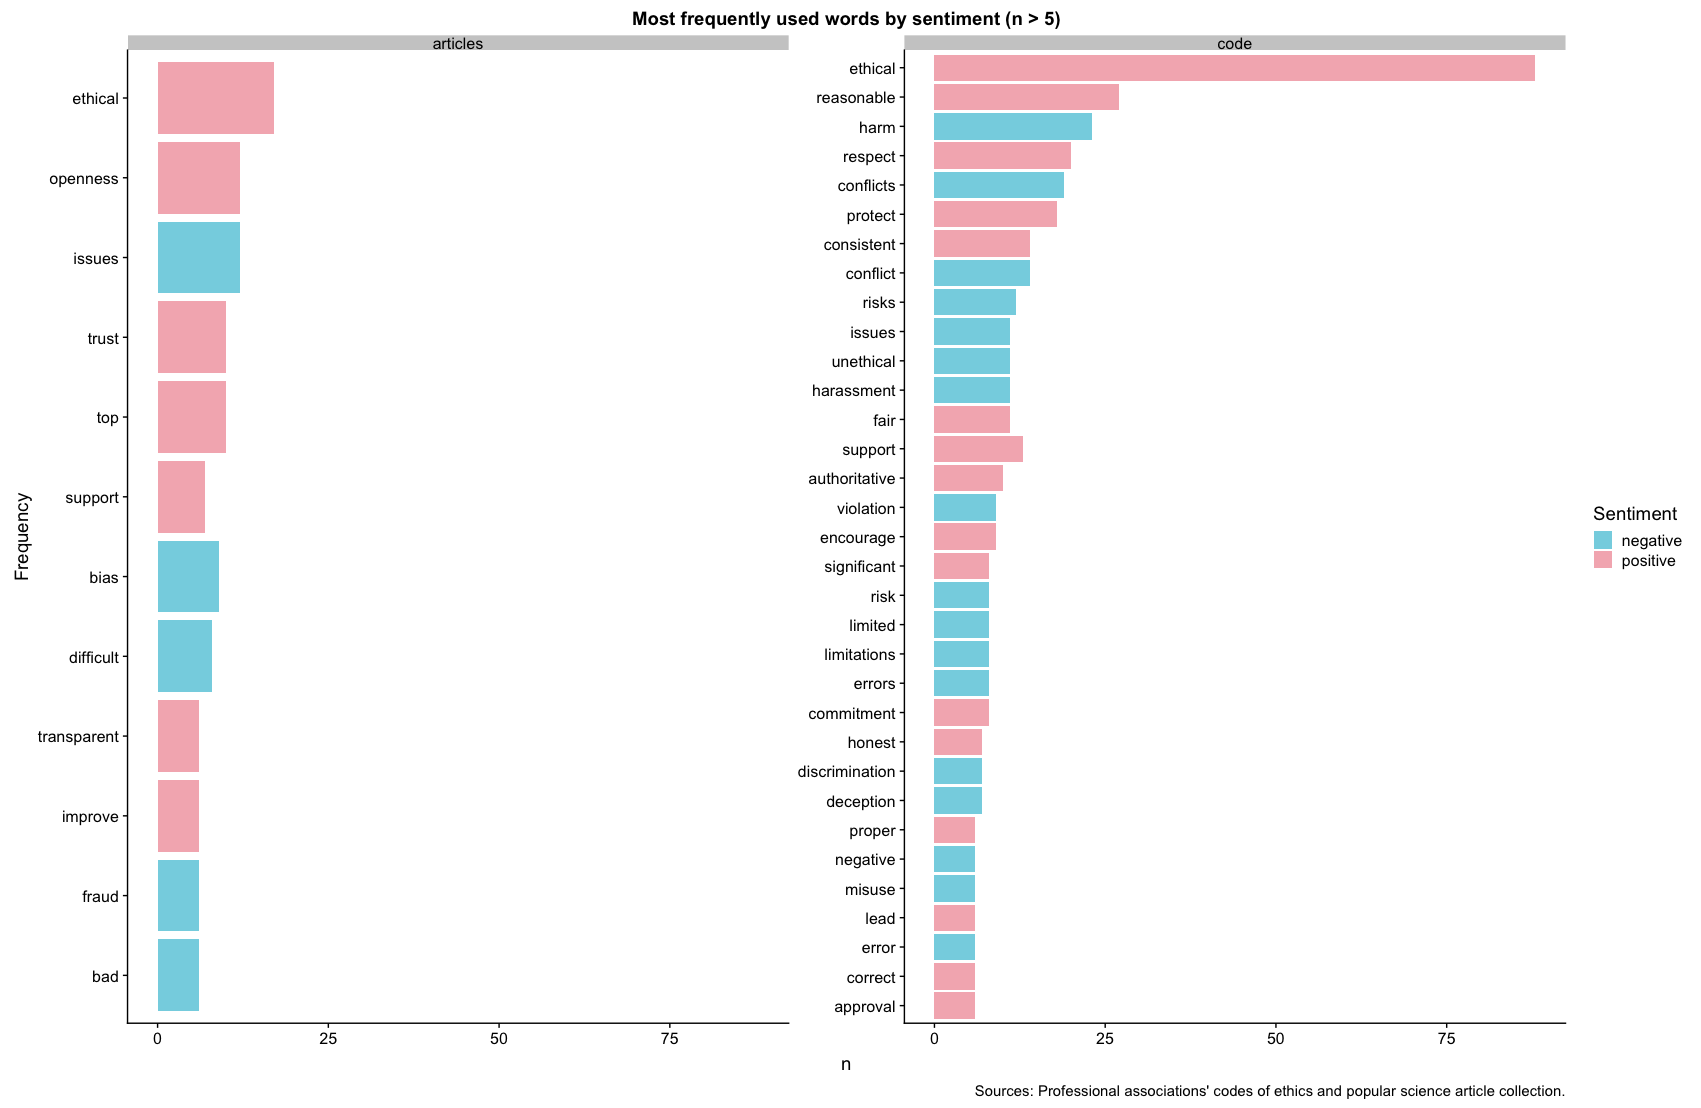 Most frequently used words by sentiment (n > 5)
articles
ethical
openness
issues
trust
top
support
bias
difficult
transparent
improve
fraud
bad
0 25 50 75
code
ethical
reasonable
harm
respect
conflicts
protect
consistent
conflict
risks
issues
unethical
harassment
fair
support
authoritative
violation
encourage
significant
risk
limited
limitations
errors
commitment
honest
discrimination
deception
proper
negative
misuse
lead
error
correct
approval
0 25 50 75
Frequency
n
Sentiment
negative
positive
Sources: Professional associations' codes of ethics and popular science article collection.